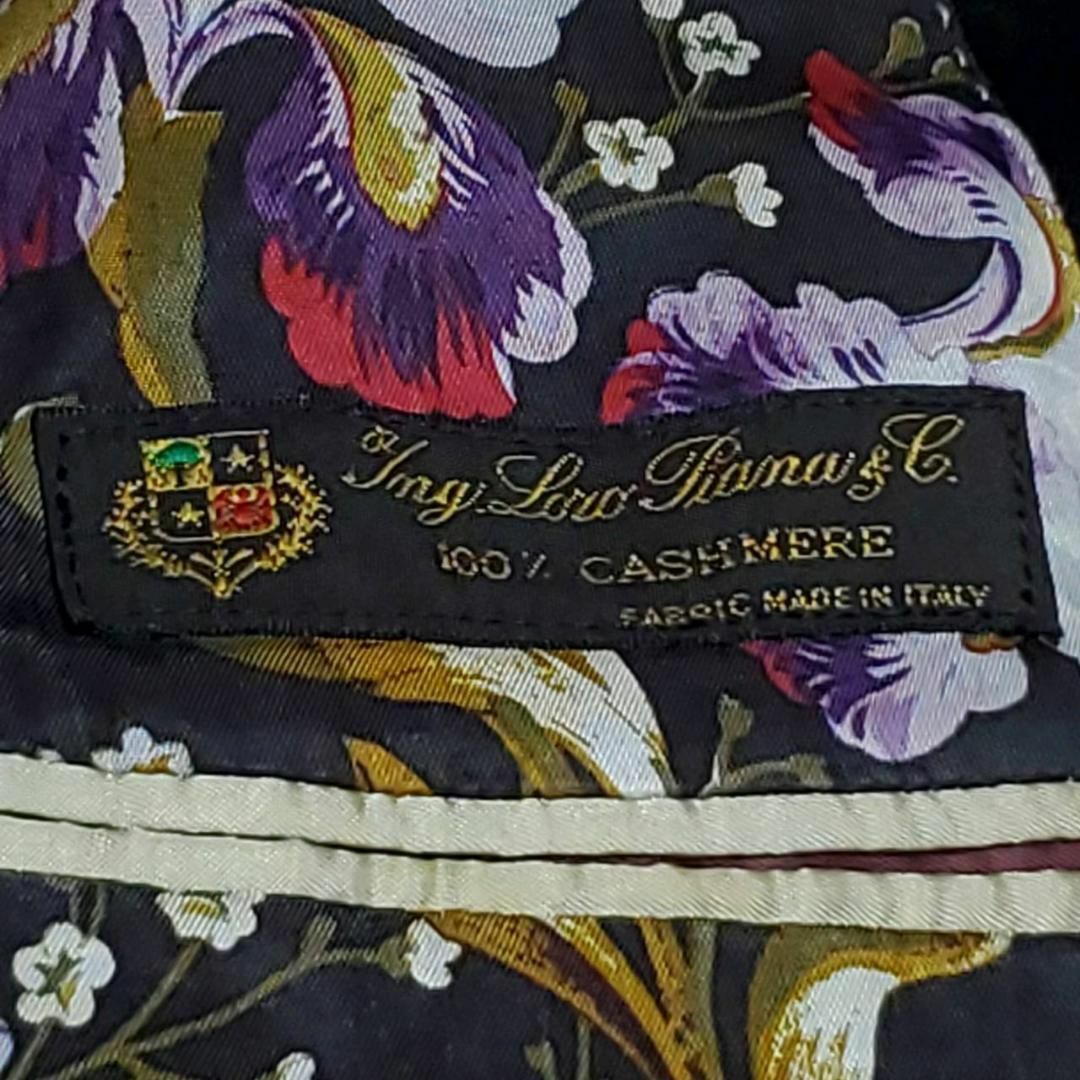 Ing. Loro Piana & C.
100% CASHMERE
FABRIC MADE IN ITALY